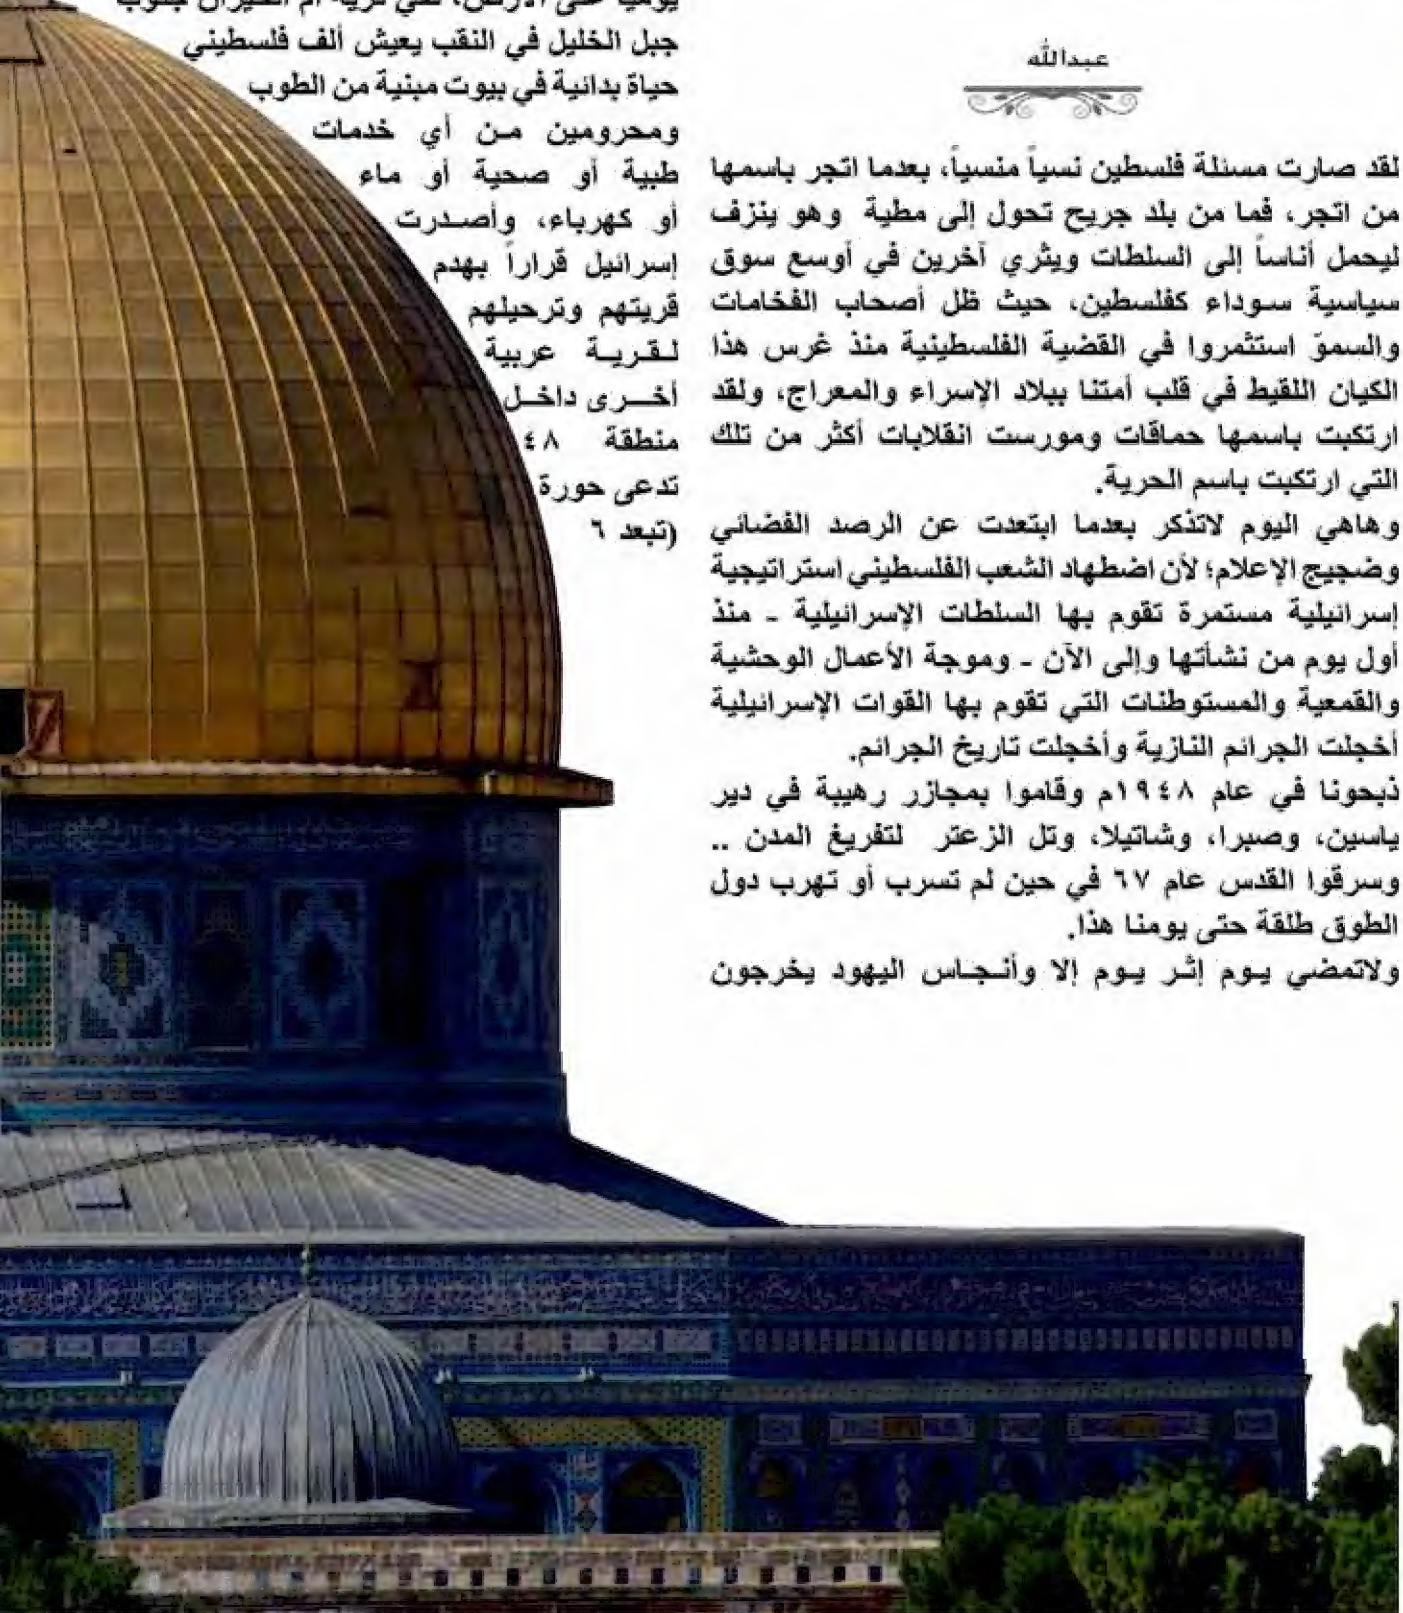 عبدالله
لقد صارت مسئلة فلسطين نسياً منسياً، بعدما اتجر باسمها
من اتجر، فما من بلد جريح تحول إلى مطية وهو ينزف
ليحمل أناساً إلى السلطات ويثري آخرين في أوسع سوق
سياسية سوداء كفلسطين، حيث ظل أصحاب الفخامات
والسموّ استثمروا في القضية الفلسطينية منذ غرس هذا
الكيان اللقيط في قلب أمتنا ببلاد الإسراء والمعراج، ولقد
ارتكبت باسمها حماقات ومورست انقلابات أكثر من تلك
التي ارتكبت باسم الحرية.
وهاهي اليوم لاتذكر بعدما ابتعدت عن الرصد الفضائي
وضجيج الإعلام؛ لأن اضطهاد الشعب الفلسطيني استراتيجية
إسرائيلية مستمرة تقوم بها السلطات الإسرائيلية - منذ
أول يوم من نشأتها وإلى الآن - وموجة الأعمال الوحشية
والقمعية والمستوطنات التي تقوم بها القوات الإسرائيلية
أخجلت الجرائم النازية وأخجلت تاريخ الجرائم.
ذبحونا في عام ١٩٤٨م وقاموا بمجازر رهيبة في دير
ياسين، وصبرا، وشاتيلا، وتل الزعتر لتفريغ المدن ..
وسرقوا القدس عام ٦٧ في حين لم تسرب أو تهرب دول
الطوق طلقة حتى يومنا هذا.
ولاتمضي يوم إثر يوم إلا وأنجاس اليهود يخرجون
جبل الخليل في النقب يعيش ألف فلسطيني
حياة بدائية في بيوت مبنية من الطوب
ومحرومين من أي خدمات
طبية أو صحية أو ماء
أو كهرباء، وأصدرت
إسرائيل قراراً بهدم
قريتهم وترحيلهم
لقرية عربية
أخرى داخل
منطقة ٤٨
تدعى حورة
(تبعد ٦